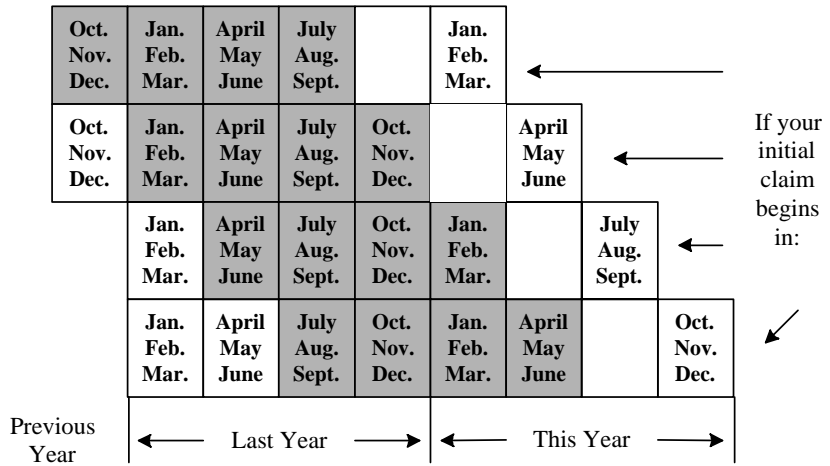 Oct. Jan. April July Jan.
Nov. Feb. May Aug. Feb.
Dec. Mar. June Sept. Mar.
Oct. Jan. April July Oct. April
Nov. Feb. May Aug. Nov. May
Dec. Mar. June Sept. Dec. June
Jan. April July Oct. Jan. July
Feb. May Aug. Nov. Feb. Aug.
Mar. June Sept. Dec. Mar. Sept.
Jan. April July Oct. Jan. April Oct.
Feb. May Aug. Nov. Feb. May Nov.
Mar. June Sept. Dec. Mar. June Dec.
If your
initial
claim
begins
in:
Previous
Year
Last Year
This Year